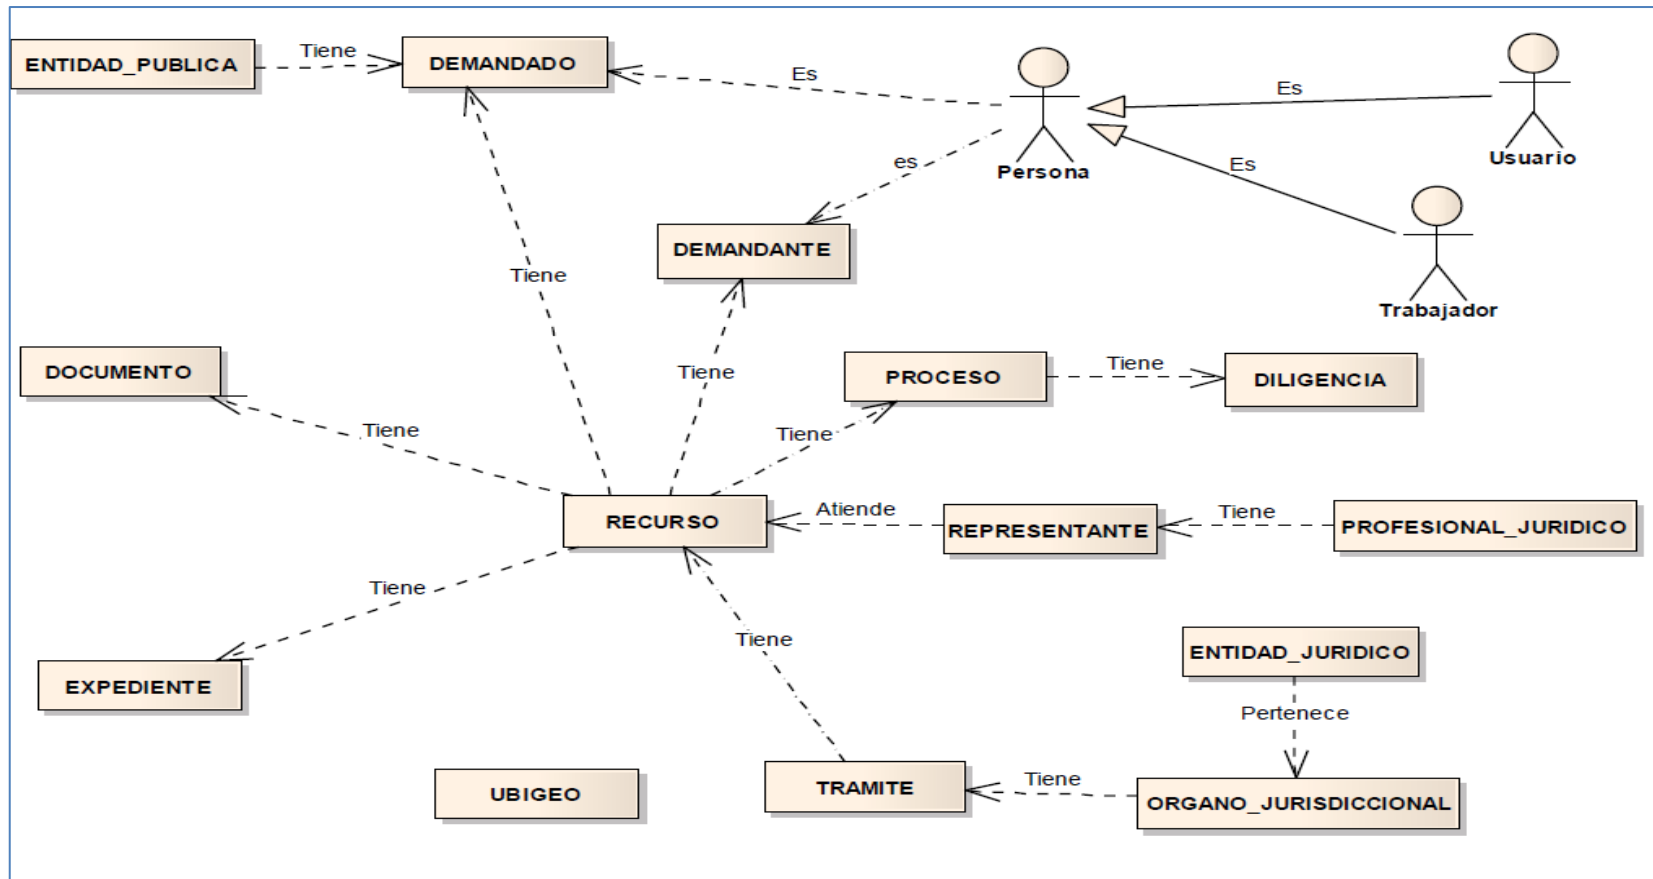 Tiene
ENTIDAD_PUBLICA
DEMANDADO
Es
Es
Usuario
Persona
es
Es
DEMANDANTE
Tiene
Trabajador
DOCUMENTO
Tiene
PROCESO
Tiene
DILIGENCIA
Tiene
Tiene
RECURSO
Atiende
REPRESENTANTE
Tiene
PROFESIONAL_JURIDICO
Tiene
Tiene
ENTIDAD_JURIDICO
EXPEDIENTE
Pertenece
UBIGEO
TRAMITE
Tiene
ORGANO_JURISDICCIONAL